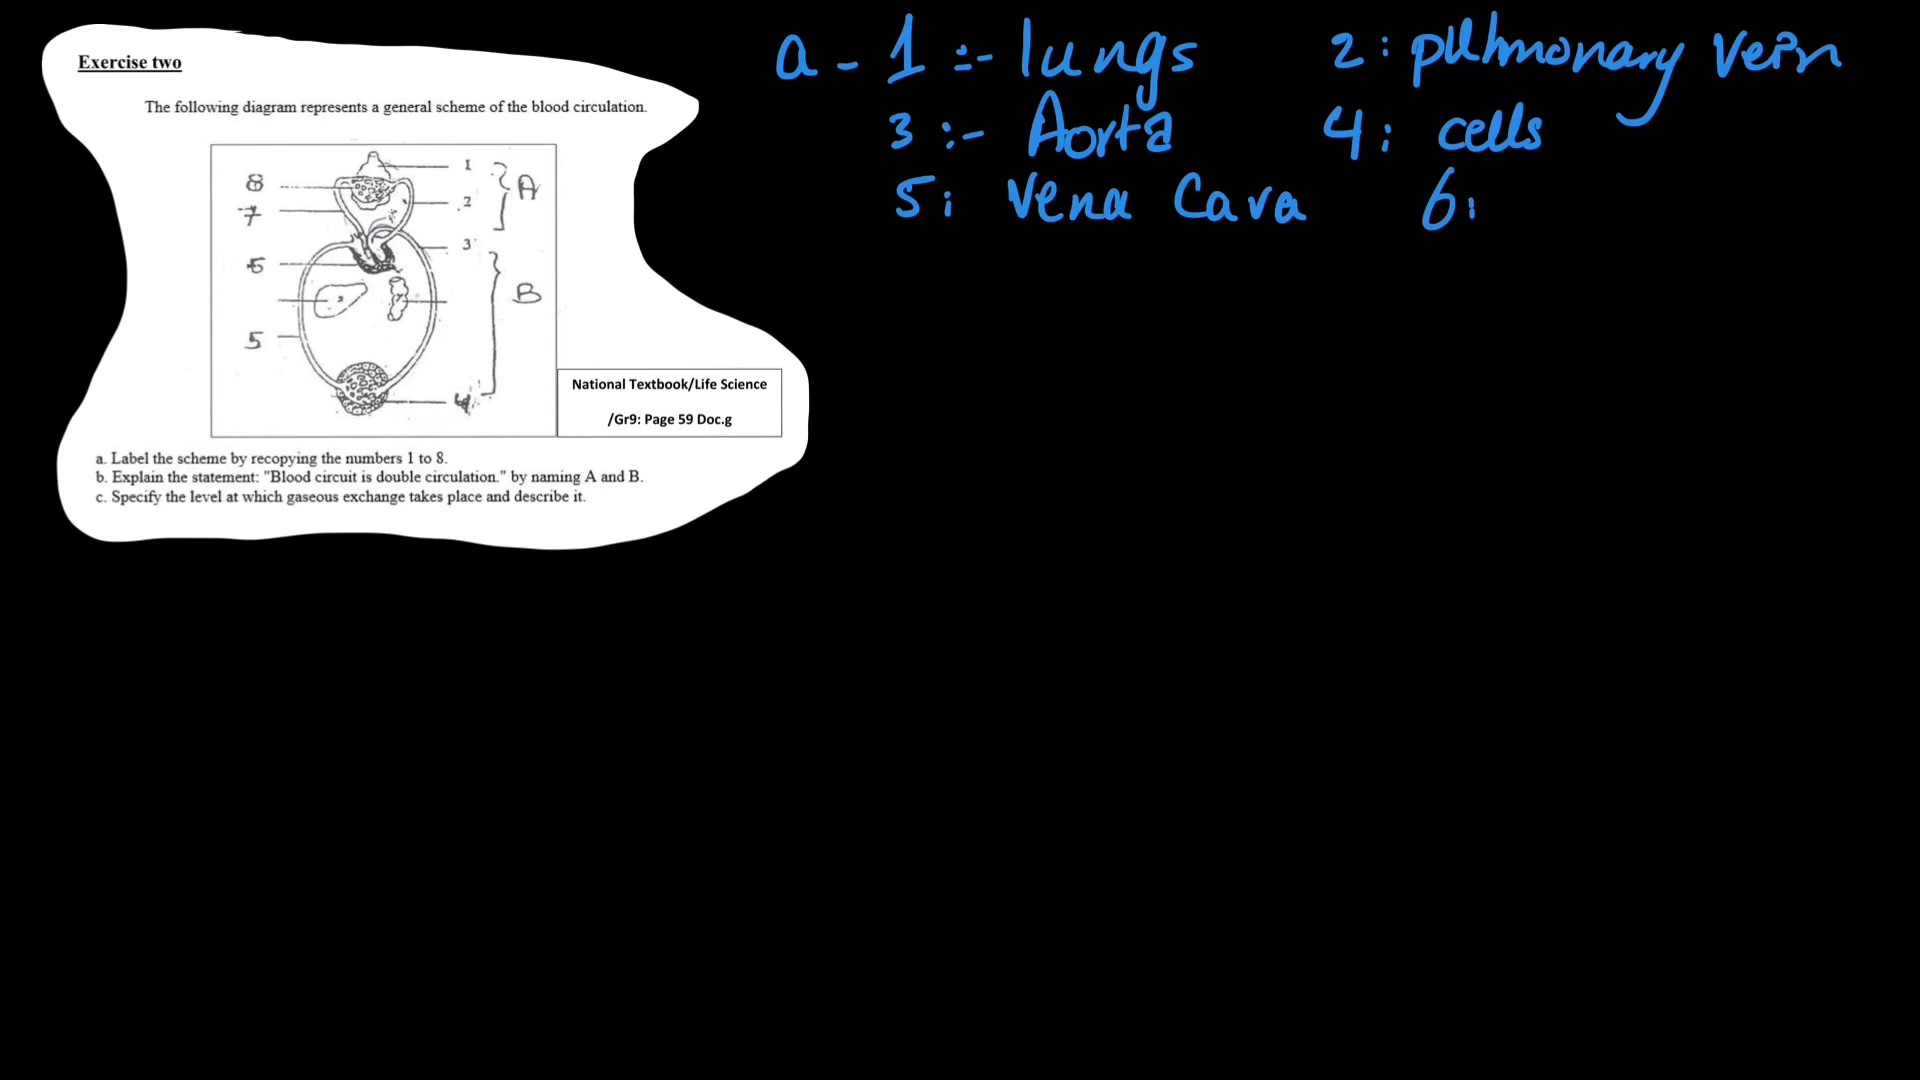 Exercise two
The following diagram represents a general scheme of the blood circulation.
1
8
A
2
7
3
6
B
5
4
National Textbook/Life Science
/Gr9: Page 59 Doc.g
a. Label the scheme by recopying the numbers 1 to 8.
b. Explain the statement: "Blood circuit is double circulation." by naming A and B.
c. Specify the level at which gaseous exchange takes place and describe it.
a - 1 :- lungs 2: pulmonary vein
3 :- Aorta 4: cells
5: Vena Cava 6: